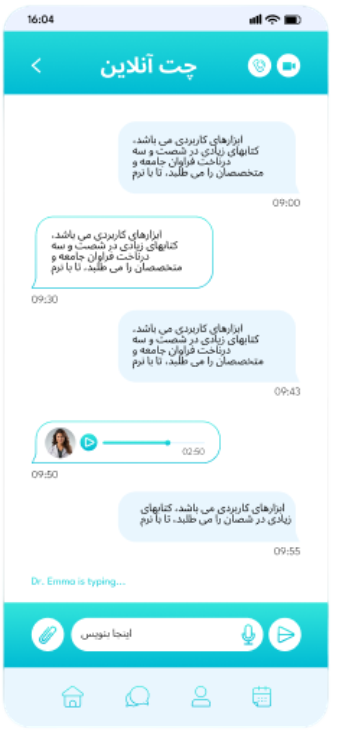 16:04
چت آنلاین
ابزارهای کاربردی می باشد،
کتابهای زیادی در شصت و سه
درناخت فراوان جامعه و
متخصصان را می طلبد، تا با نرم
09:00
ابزارهای کاربردی می باشد،
کتابهای زیادی در شصت و سه
درناخت فراوان جامعه و
متخصصان را می طلبد، تا با نرم
09:30
ابزارهای کاربردی می باشد،
کتابهای زیادی در شصت و سه
درناخت فراوان جامعه و
متخصصان را می طلبد، تا با نرم
09:43
02:50
09:50
ابزارهای کاربردی می باشد، کتابهای
زیادی در شصان را می طلبد، تا با نرم
09:55
Dr. Emma is typing...
اینجا بنویس